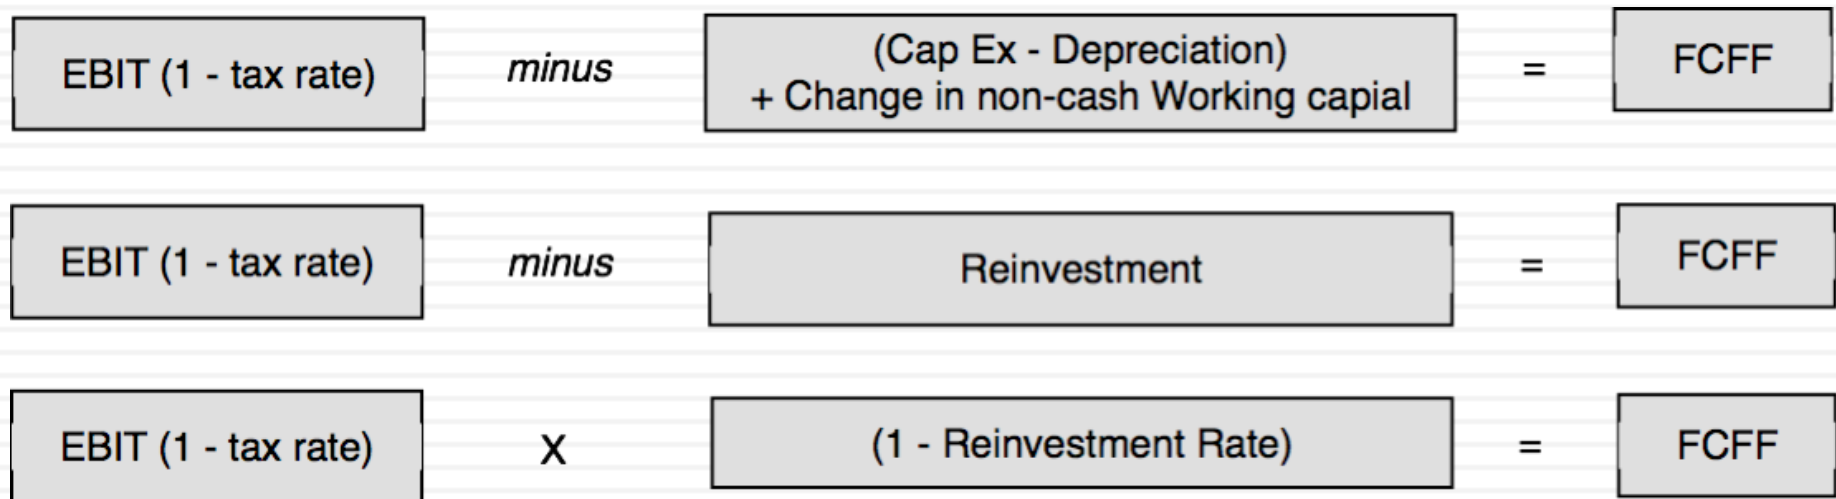 EBIT (1 - tax rate) minus (Cap Ex - Depreciation) = FCFF
+ Change in non-cash Working capial
EBIT (1 - tax rate) minus Reinvestment = FCFF
EBIT (1 - tax rate) X (1 - Reinvestment Rate) = FCFF